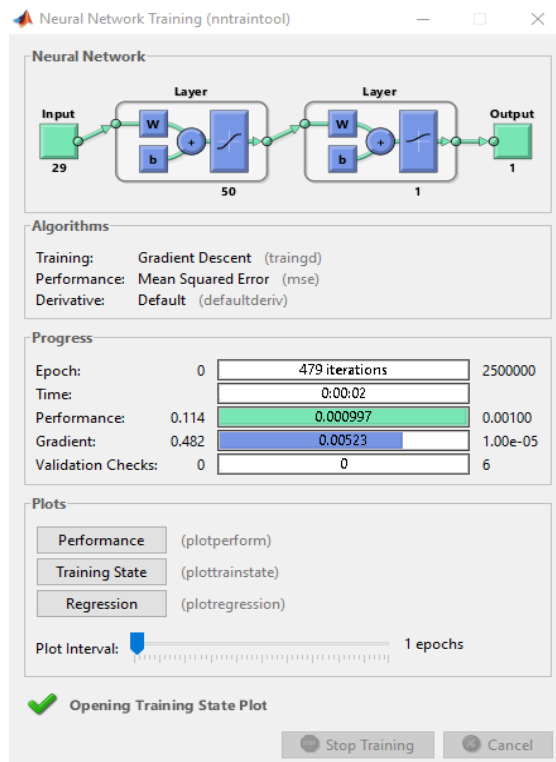 Neural Network Training (nntraintool)
Neural Network
Layer Layer
Input Output
W W
+ +
b b
29 1
50 1
Algorithms
Training: Gradient Descent (traingd)
Performance: Mean Squared Error (mse)
Derivative: Default (defaultderiv)
Progress
Epoch: 0 479 iterations 2500000
Time: 0:00:02
Performance: 0.114 0.000997 0.00100
Gradient: 0.482 0.00523 1.00e-05
Validation Checks: 0 0 6
Plots
Performance (plotperform)
Training State (plottrainstate)
Regression (plotregression)
Plot Interval: 1 epochs
Opening Training State Plot
Stop Training Cancel